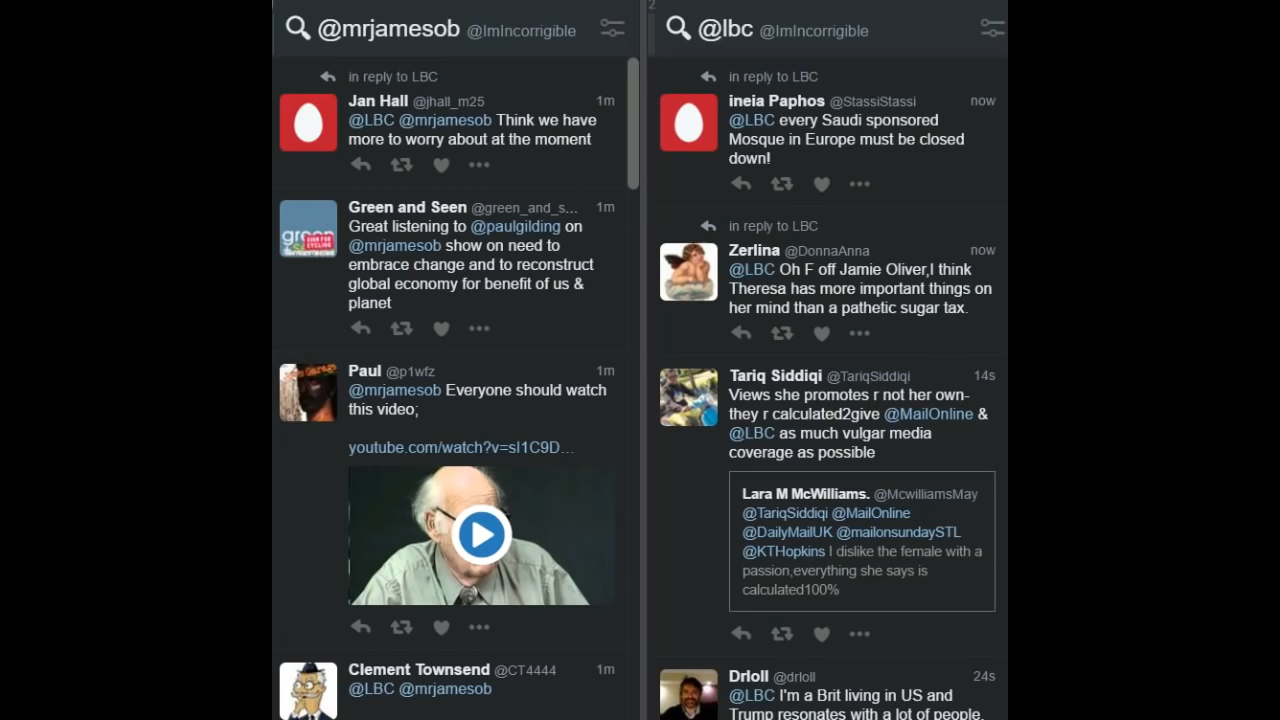 @mrjamesob @ImIncorrigible
in reply to LBC
Jan Hall @jhall_m25 1m
@LBC @mrjamesob Think we have
more to worry about at the moment
Green and Seen @green_and_s... 1m
Great listening to @paulgilding on
@mrjamesob show on need to
embrace change and to reconstruct
global economy for benefit of us &
planet
Paul @p1wfz 1m
@mrjamesob Everyone should watch
this video;
youtube.com/watch?v=sI1C9D…
Clement Townsend @CT4444 1m
@LBC @mrjamesob
2
@lbc @ImIncorrigible
in reply to LBC
ineia Paphos @StassiStassi now
@LBC every Saudi sponsored
Mosque in Europe must be closed
down!
in reply to LBC
Zerlina @DonnaAnna now
@LBC Oh F off Jamie Oliver,I think
Theresa has more important things on
her mind than a pathetic sugar tax.
Tariq Siddiqi @TariqSiddiqi 14s
Views she promotes r not her own-
they r calculated2give @MailOnline &
@LBC as much vulgar media
coverage as possible
Lara M McWilliams. @McwilliamsMay
@TariqSiddiqi @MailOnline
@DailyMailUK @mailonsundaySTL
@KTHopkins I dislike the female with a
passion,everything she says is
calculated100%
Drloll @drloll 24s
@LBC I'm a Brit living in US and
Trump resonates with a lot of people.